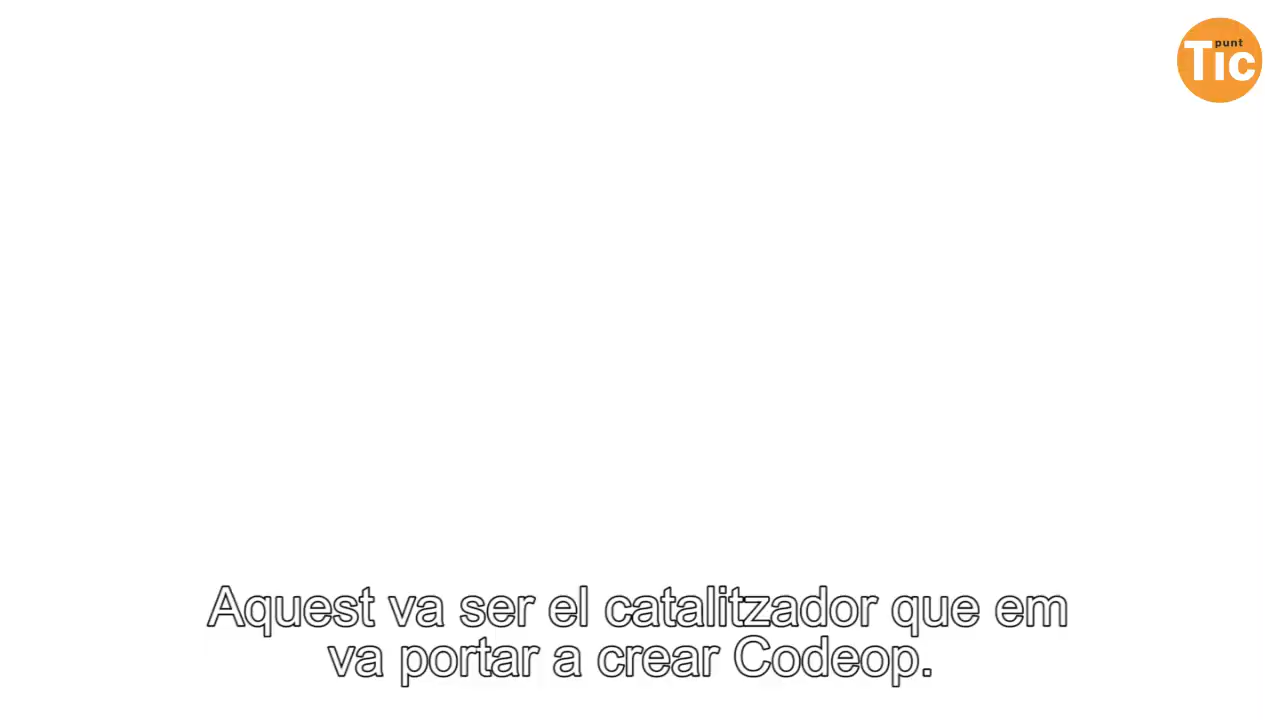 punt
Tic
Aquest va ser el catalitzador que em
va portar a crear Codeop.